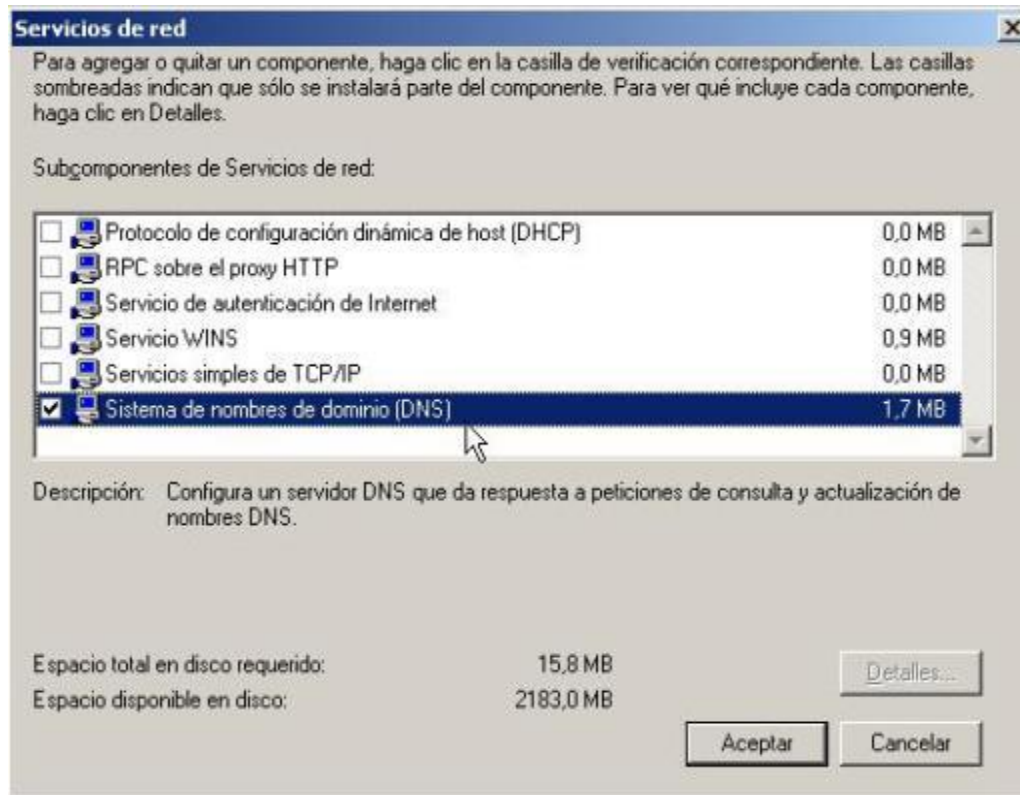 Servicios de red
Para agregar o quitar un componente, haga clic en la casilla de verificación correspondiente. Las casillas
sombreadas indican que sólo se instalará parte del componente. Para ver qué incluye cada componente,
haga clic en Detalles.
Subcomponentes de Servicios de red:
Protocolo de configuración dinámica de host (DHCP) 0,0 MB
RPC sobre el proxy HTTP 0,0 MB
Servicio de autenticación de Internet 0,0 MB
Servicio WINS 0,9 MB
Servicios simples de TCP/IP 0,0 MB
Sistema de nombres de dominio (DNS) 1,7 MB
Descripción: Configura un servidor DNS que da respuesta a peticiones de consulta y actualización de
nombres DNS.
Espacio total en disco requerido: 15,8 MB
Detalles...
Espacio disponible en disco: 2183,0 MB
Aceptar Cancelar